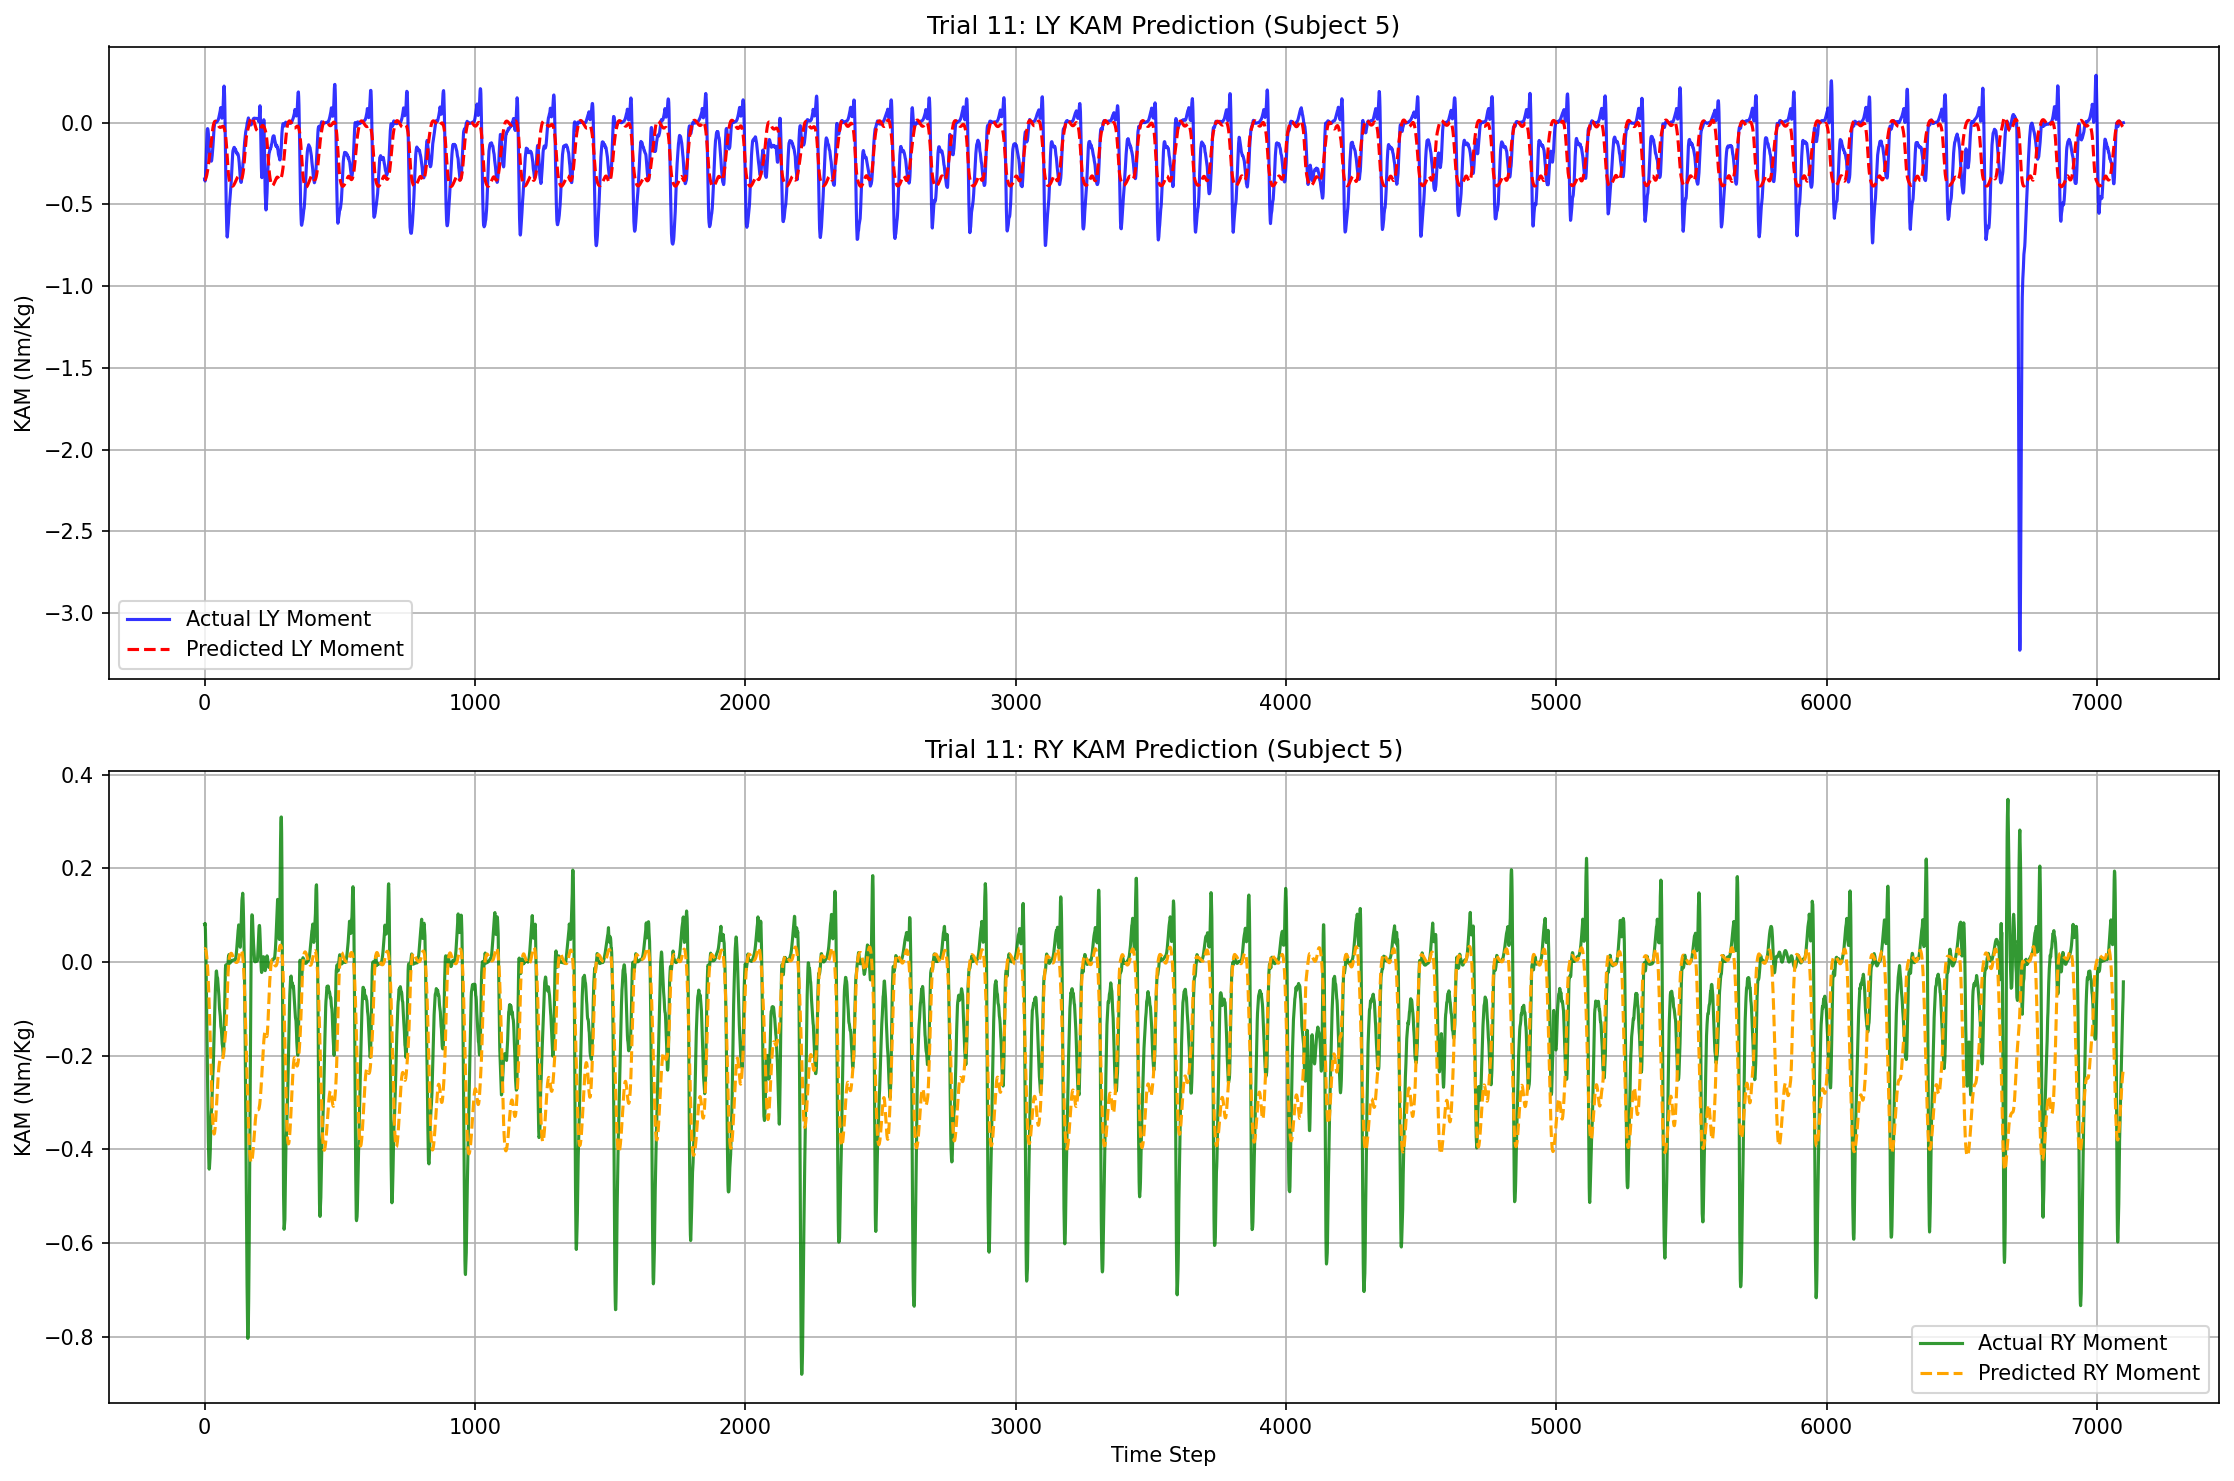 Trial 11: LY KAM Prediction (Subject 5)
KAM (Nm/Kg)
0.0
−0.5
−1.0
−1.5
−2.0
−2.5
−3.0
Actual LY Moment
Predicted LY Moment
0 1000 2000 3000 4000 5000 6000 7000
Trial 11: RY KAM Prediction (Subject 5)
KAM (Nm/Kg)
0.4
0.2
0.0
−0.2
−0.4
−0.6
−0.8
Actual RY Moment
Predicted RY Moment
0 1000 2000 3000 4000 5000 6000 7000
Time Step